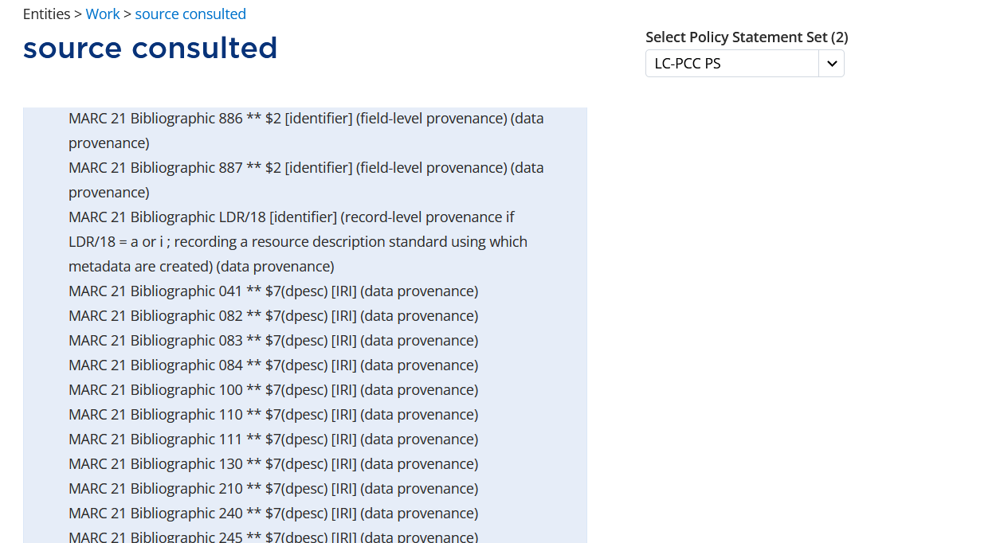 Entities > Work > source consulted
source consulted
Select Policy Statement Set (2)
LC-PCC PS
MARC 21 Bibliographic 886 ** $2 [identifier] (field-level provenance) (data
provenance)
MARC 21 Bibliographic 887 ** $2 [identifier] (field-level provenance) (data
provenance)
MARC 21 Bibliographic LDR/18 [identifier] (record-level provenance if
LDR/18 = a or i ; recording a resource description standard using which
metadata are created) (data provenance)
MARC 21 Bibliographic 041 ** $7(dpesc) [IRI] (data provenance)
MARC 21 Bibliographic 082 ** $7(dpesc) [IRI] (data provenance)
MARC 21 Bibliographic 083 ** $7(dpesc) [IRI] (data provenance)
MARC 21 Bibliographic 084 ** $7(dpesc) [IRI] (data provenance)
MARC 21 Bibliographic 100 ** $7(dpesc) [IRI] (data provenance)
MARC 21 Bibliographic 110 ** $7(dpesc) [IRI] (data provenance)
MARC 21 Bibliographic 111 ** $7(dpesc) [IRI] (data provenance)
MARC 21 Bibliographic 130 ** $7(dpesc) [IRI] (data provenance)
MARC 21 Bibliographic 210 ** $7(dpesc) [IRI] (data provenance)
MARC 21 Bibliographic 240 ** $7(dpesc) [IRI] (data provenance)
MARC 21 Bibliographic 245 ** $7(dpesc) [IRI] (data provenance)